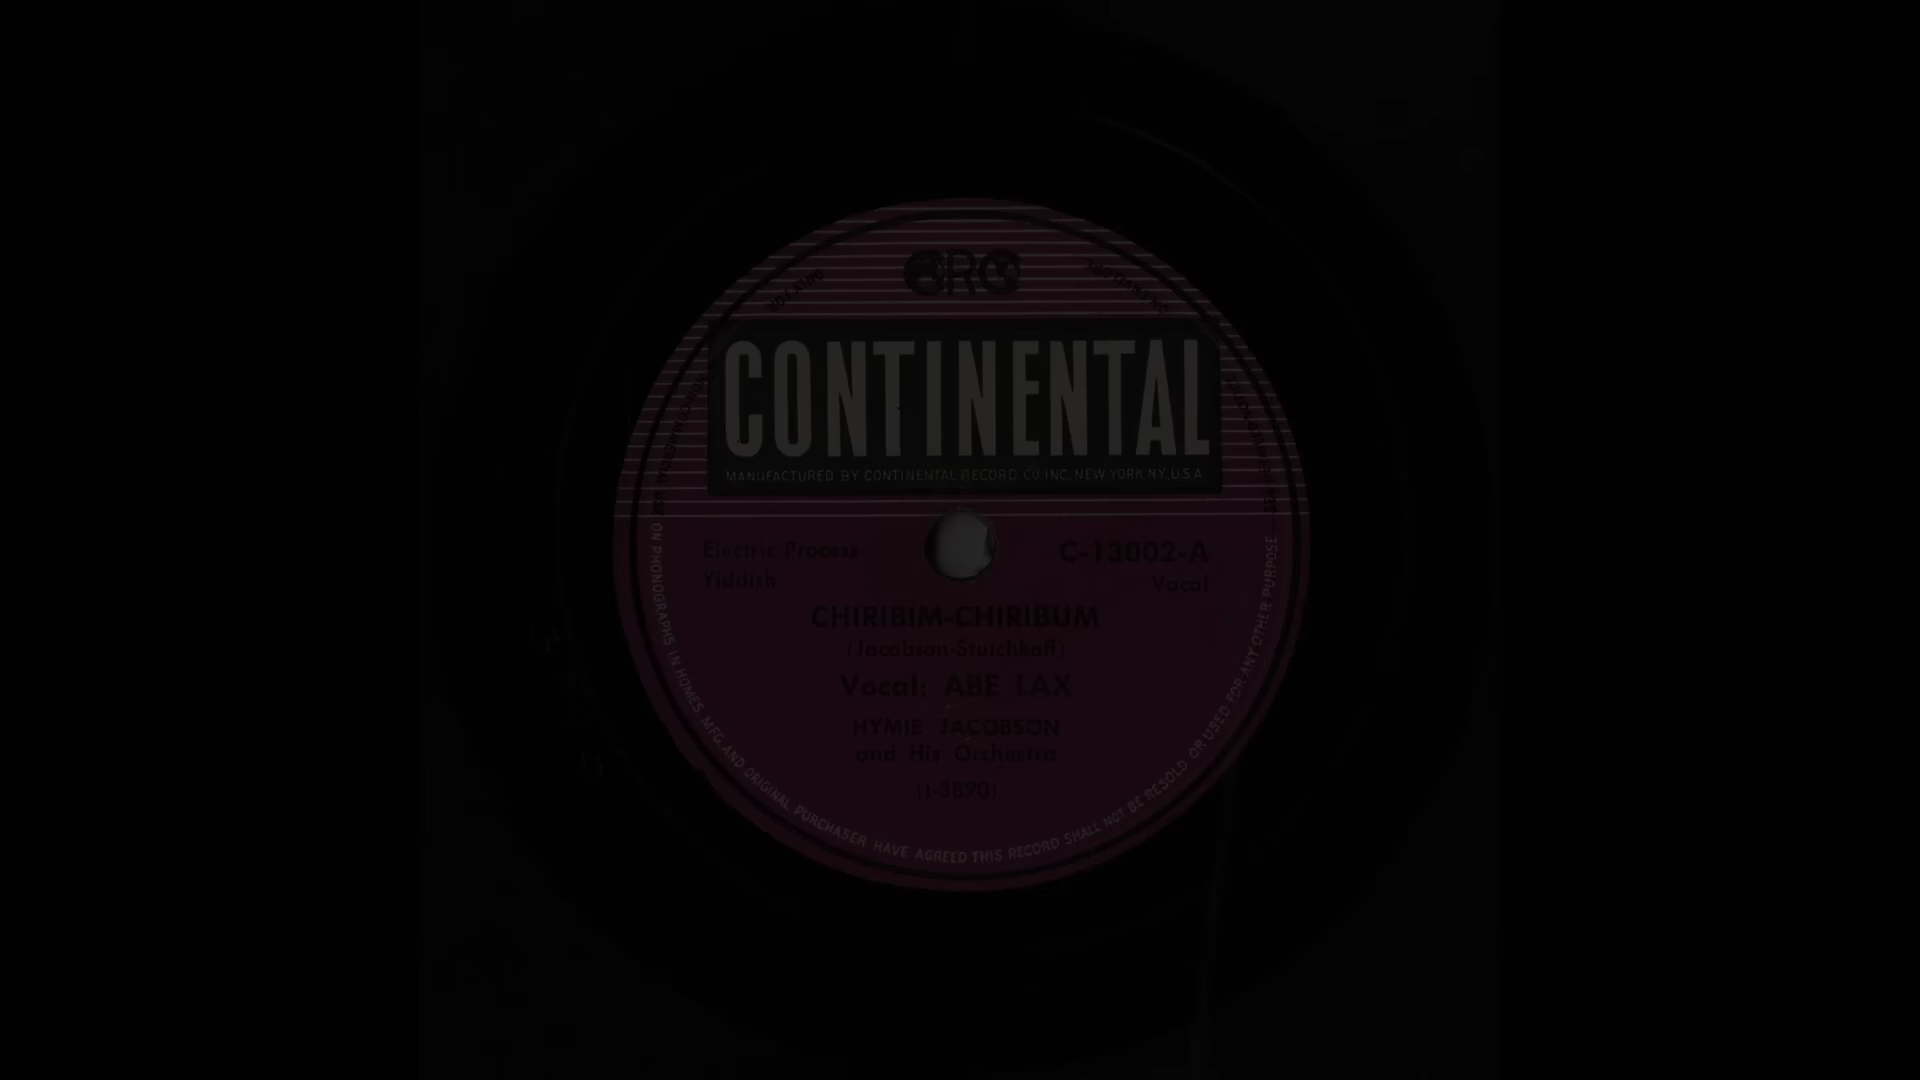 CRC
CONTINENTAL
MANUFACTURED BY CONTINENTAL RECORD CO. INC. NEW YORK, N.Y., U.S.A.
Electric Process
C-13002-A
Yiddish
Vocal
CHIRIBIM-CHIRIBUM
(Jacobson-Stutchkoff)
Vocal: ABE LAX
HYMIE JACOBSON
and His Orchestra
ON PHONOGRAPHS IN HOMES. MFG. AND ORIGINAL PURCHASER HAVE AGREED THIS RECORD SHALL NOT BE RESOLD OR USED FOR ANY OTHER PURPOSE